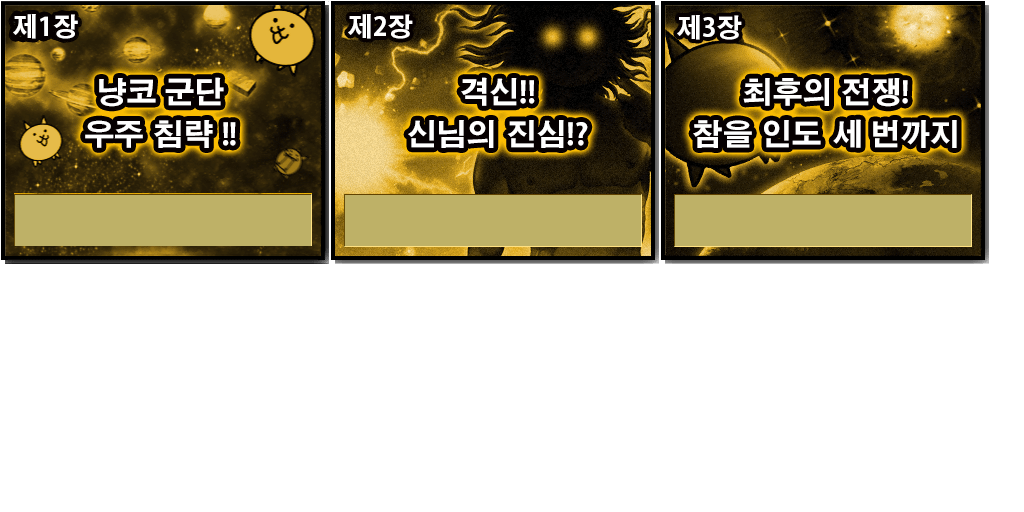 제1장
냥코 군단
우주 침략 !!
제2장
격신!!
신님의 진심!?
제3장
최후의 전쟁!
참을 인도 세 번까지